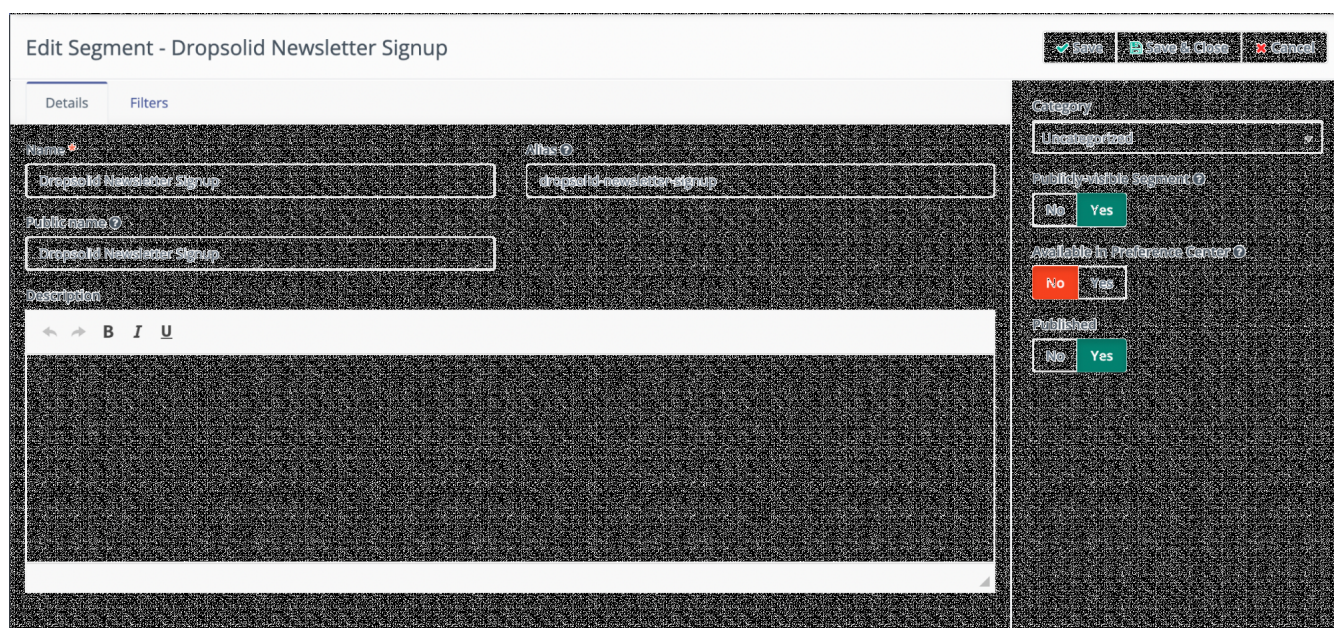 Edit Segment - Dropsolid Newsletter Signup
Save Save & Close Cancel
Details Filters
Name *
Dropsolid Newsletter Signup
Alias
dropsolid-newsletter-signup
Public name
Dropsolid Newsletter Signup
Description
B I U
Category
Uncategorized
Publicly-visible Segment
No Yes
Available in Preference Center
No Yes
Published
No Yes